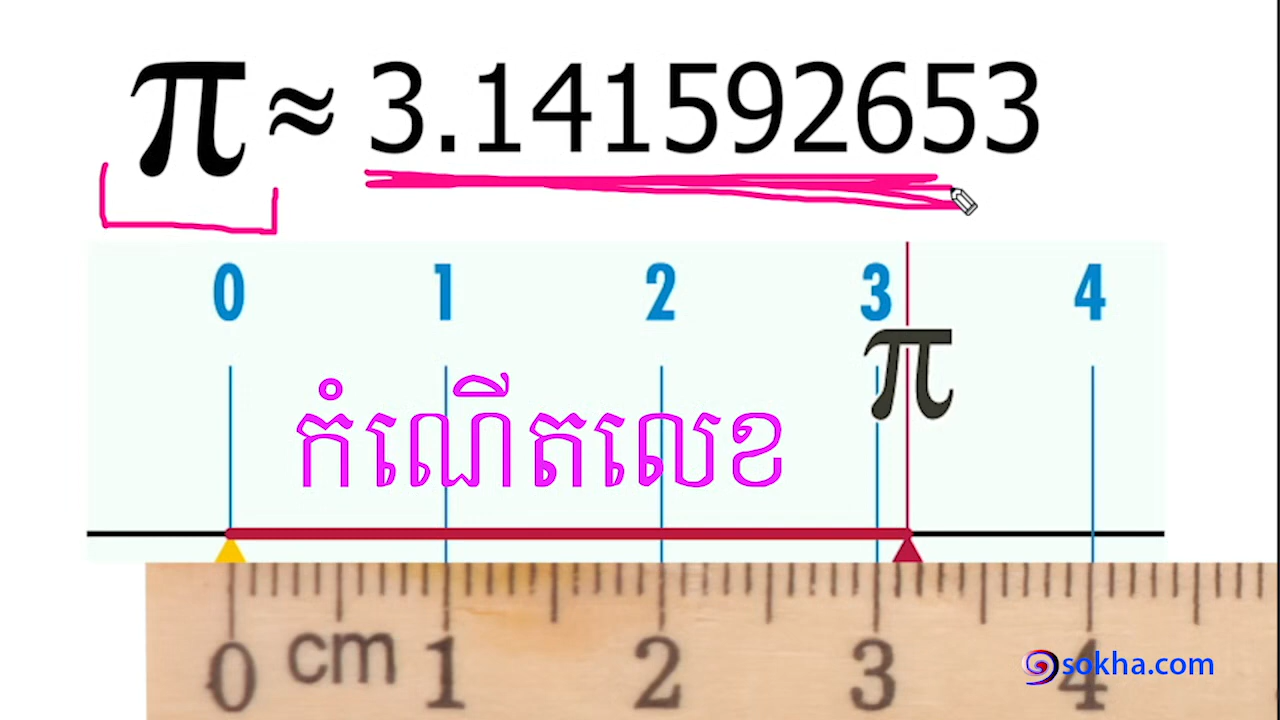 π ≈ 3.141592653
0 1 2 3 4
π
កំណើតលេខ
0 cm 1 2 3 4
sokha.com